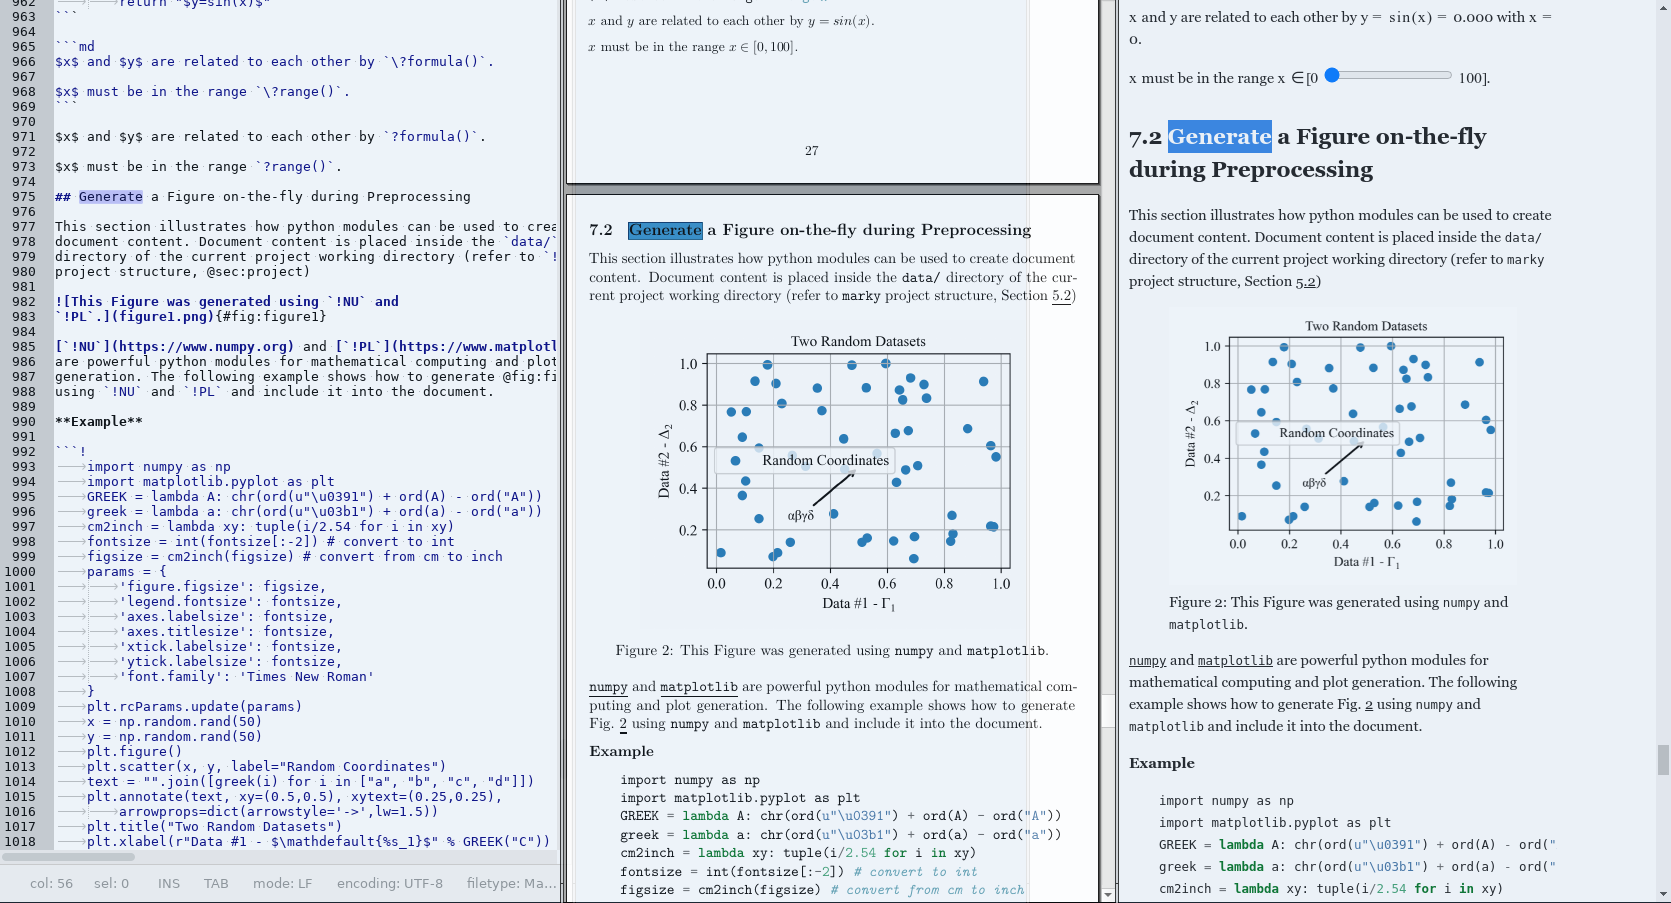 962 return "$y=sin(x)$"
963 ```
964
965 ```md
966 $x$ and $y$ are related to each other by `\?formula()`.
967
968 $x$ must be in the range `\?range()`.
969 ```
970
971 $x$ and $y$ are related to each other by `?formula()`.
972
973 $x$ must be in the range `?range()`.
974
975 ## Generate a Figure on-the-fly during Preprocessing
976
977 This section illustrates how python modules can be used to crea
978 document content. Document content is placed inside the `data/`
979 directory of the current project working directory (refer to `!
980 project structure, @sec:project)
981
982 ![This Figure was generated using `!NU` and
983 `!PL`.](figure1.png){#fig:figure1}
984
985 [`!NU`](https://www.numpy.org) and [`!PL`](https://www.matplotl
986 are powerful python modules for mathematical computing and plot
987 generation. The following example shows how to generate @fig:fi
988 using `!NU` and `!PL` and include it into the document.
989
990 **Example**
991
992 ```!
993 import numpy as np
994 import matplotlib.pyplot as plt
995 GREEK = lambda A: chr(ord(u"\u0391") + ord(A) - ord("A"))
996 greek = lambda a: chr(ord(u"\u03b1") + ord(a) - ord("a"))
997 cm2inch = lambda xy: tuple(i/2.54 for i in xy)
998 fontsize = int(fontsize[:-2]) # convert to int
999 figsize = cm2inch(figsize) # convert from cm to inch
1000 params = {
1001 'figure.figsize': figsize,
1002 'legend.fontsize': fontsize,
1003 'axes.labelsize': fontsize,
1004 'axes.titlesize': fontsize,
1005 'xtick.labelsize': fontsize,
1006 'ytick.labelsize': fontsize,
1007 'font.family': 'Times New Roman'
1008 }
1009 plt.rcParams.update(params)
1010 x = np.random.rand(50)
1011 y = np.random.rand(50)
1012 plt.figure()
1013 plt.scatter(x, y, label="Random Coordinates")
1014 text = "".join([greek(i) for i in ["a", "b", "c", "d"]])
1015 plt.annotate(text, xy=(0.5,0.5), xytext=(0.25,0.25),
1016 arrowprops=dict(arrowstyle='->',lw=1.5))
1017 plt.title("Two Random Datasets")
1018 plt.xlabel(r"Data #1 - $\mathdefault{%s_1}$" % GREEK("C"))
col: 56 sel: 0 INS TAB mode: LF encoding: UTF-8 filetype: Ma...
x and y are related to each other by y = sin(x).
x must be in the range x ∈ [0, 100].
27
7.2 Generate a Figure on-the-fly during Preprocessing
This section illustrates how python modules can be used to create document
content. Document content is placed inside the data/ directory of the cur-
rent project working directory (refer to marky project structure, Section 5.2)
Two Random Datasets
1.0
0.8
0.6
0.4
0.2
Data #2 - Δ2
Random Coordinates
αβγδ
0.0 0.2 0.4 0.6 0.8 1.0
Data #1 - Γ1
Figure 2: This Figure was generated using numpy and matplotlib.
numpy and matplotlib are powerful python modules for mathematical com-
puting and plot generation. The following example shows how to generate
Fig. 2 using numpy and matplotlib and include it into the document.
Example
import numpy as np
import matplotlib.pyplot as plt
GREEK = lambda A: chr(ord(u"\u0391") + ord(A) − ord("A"))
greek = lambda a: chr(ord(u"\u03b1") + ord(a) − ord("a"))
cm2inch = lambda xy: tuple(i/2.54 for i in xy)
fontsize = int(fontsize[:−2]) # convert to int
figsize = cm2inch(figsize) # convert from cm to inch
x and y are related to each other by y = sin(x) = 0.000 with x =
0.
x must be in the range x ∈[0 100].
7.2 Generate a Figure on-the-fly
during Preprocessing
This section illustrates how python modules can be used to create
document content. Document content is placed inside the data/
directory of the current project working directory (refer to marky
project structure, Section 5.2)
Two Random Datasets
1.0
0.8
0.6
0.4
0.2
Data #2 - Δ2
Random Coordinates
αβγδ
0.0 0.2 0.4 0.6 0.8 1.0
Data #1 - Γ1
Figure 2: This Figure was generated using numpy and
matplotlib.
numpy and matplotlib are powerful python modules for
mathematical computing and plot generation. The following
example shows how to generate Fig. 2 using numpy and
matplotlib and include it into the document.
Example
import numpy as np
import matplotlib.pyplot as plt
GREEK = lambda A: chr(ord(u"\u0391") + ord(A) - ord("
greek = lambda a: chr(ord(u"\u03b1") + ord(a) - ord("
cm2inch = lambda xy: tuple(i/2.54 for i in xy)